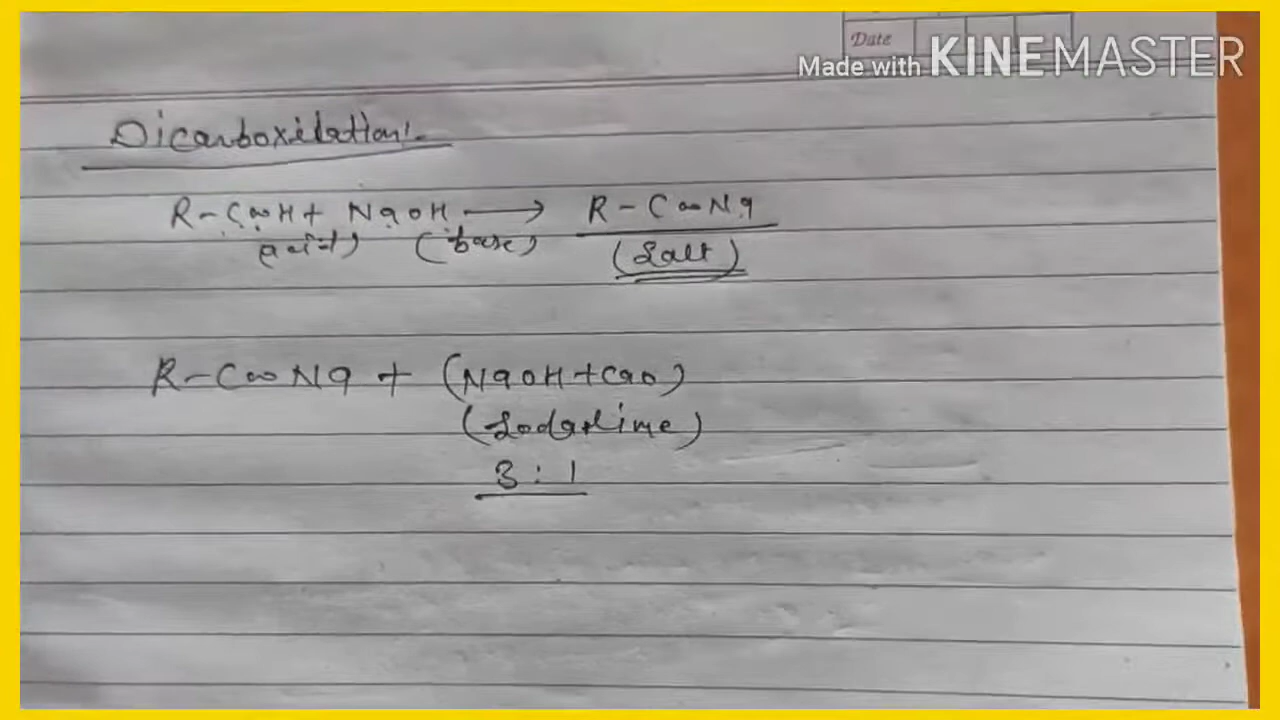 Date
Made with KINEMASTER
Dicarboxilation:-
R-COOH + NaOH → R-COONa
(acid) (base) (Salt)
R-COONa + (NaOH+CaO)
(Sodalime)
3:1